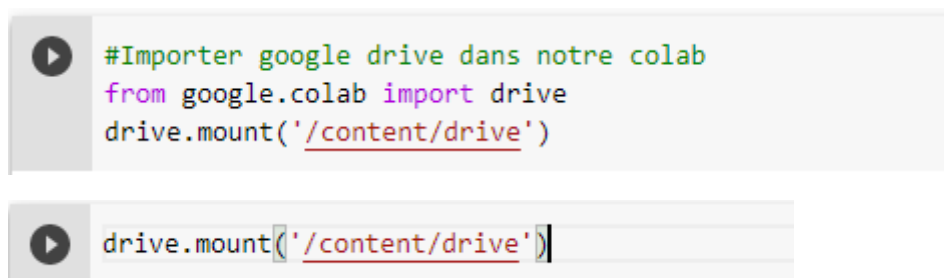 #Importer google drive dans notre colab
from google.colab import drive
drive.mount('/content/drive')
drive.mount('/content/drive')